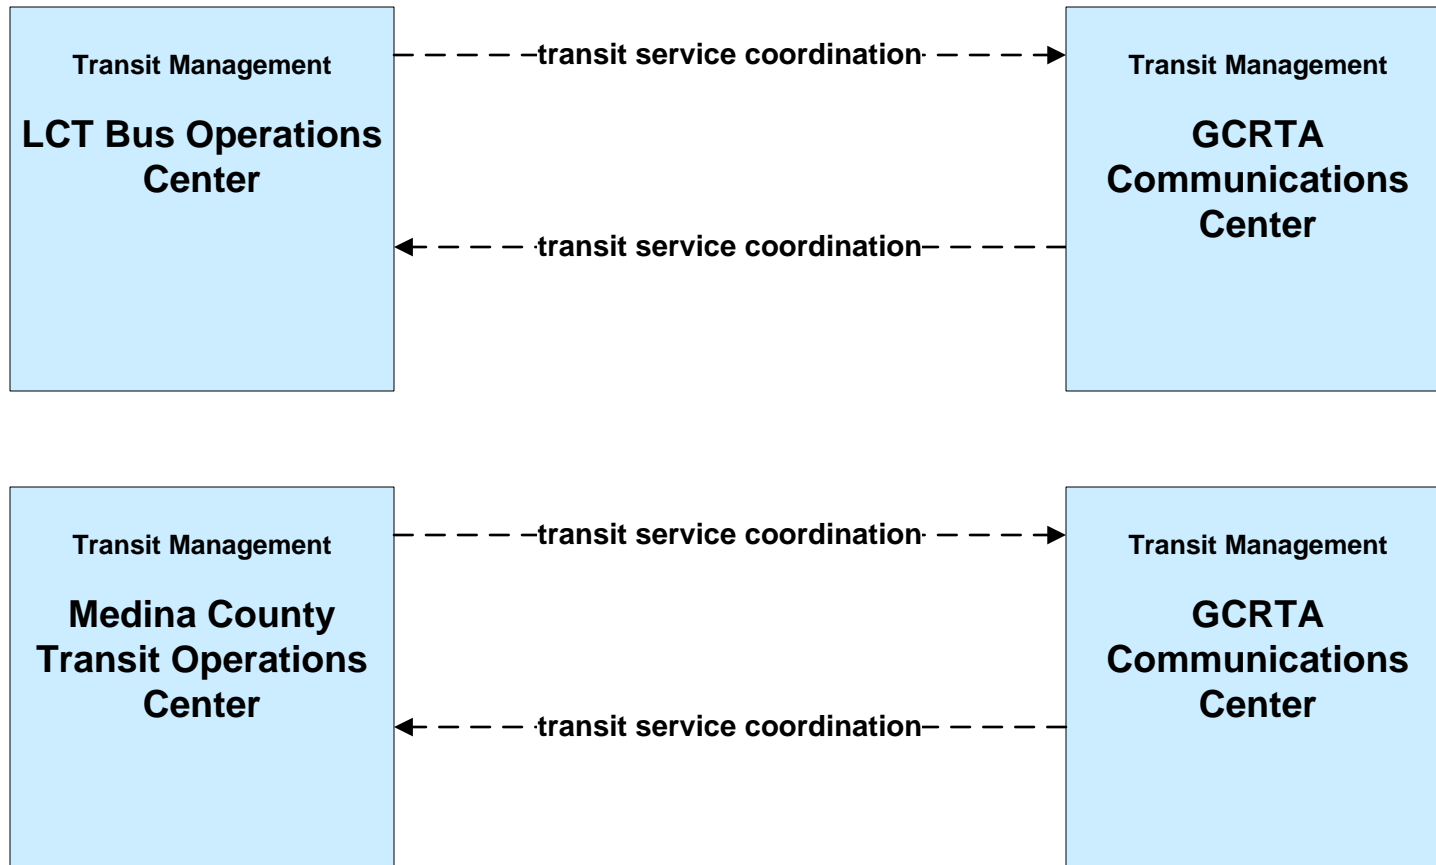 Transit Management
LCT Bus Operations
Center
transit service coordination
transit service coordination
Transit Management
GCRTA
Communications
Center
Transit Management
Medina County
Transit Operations
Center
transit service coordination
transit service coordination
Transit Management
GCRTA
Communications
Center